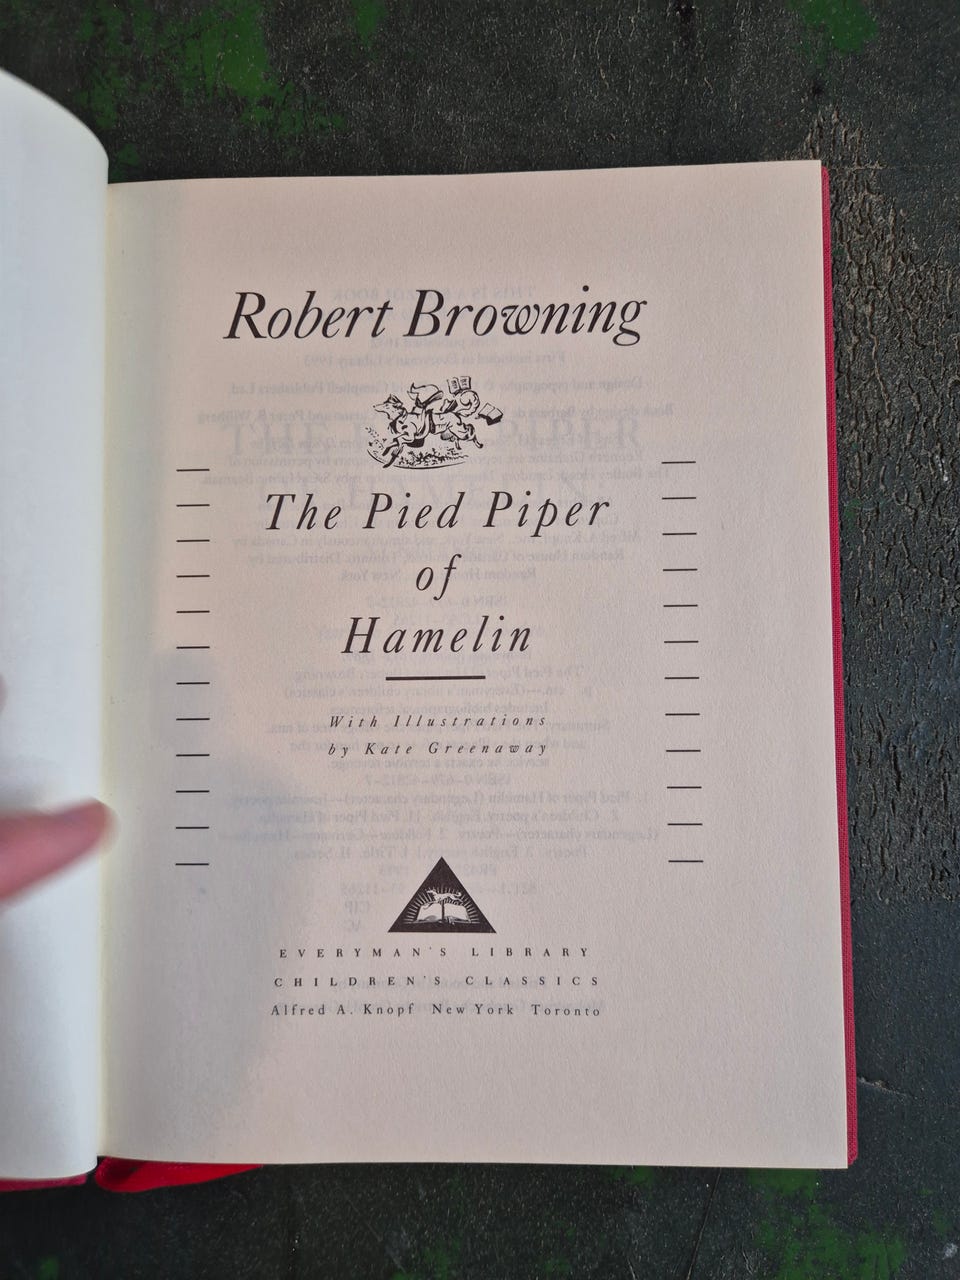 Robert Browning
The Pied Piper
of
Hamelin
With Illustrations
by Kate Greenaway
EVERYMAN'S LIBRARY
CHILDREN'S CLASSICS
Alfred A. Knopf New York Toronto